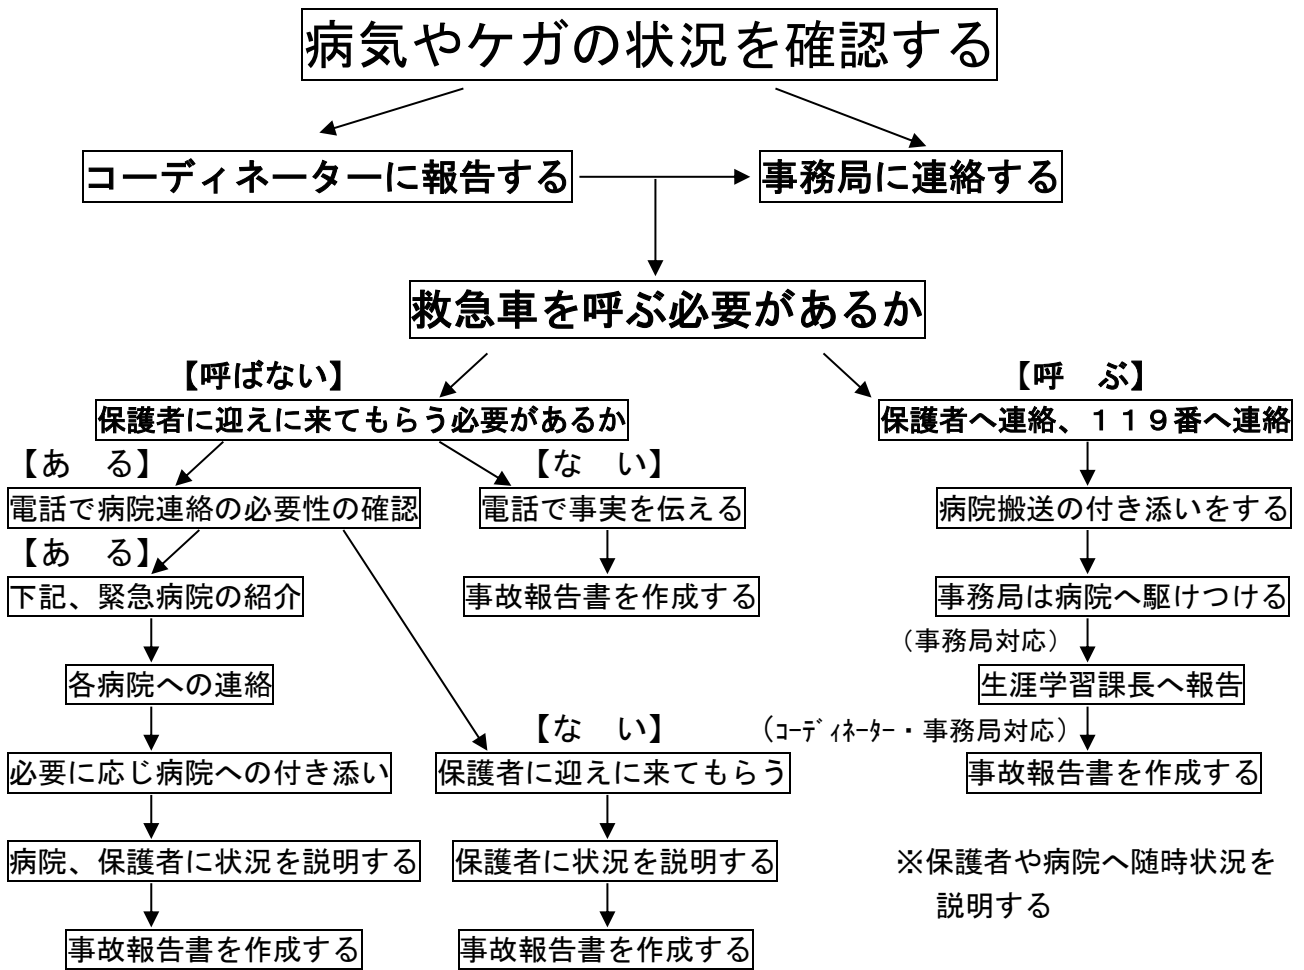 病気やケガの状況を確認する
コーディネーターに報告する
事務局に連絡する
救急車を呼ぶ必要があるか
【呼ばない】
【呼　ぶ】
保護者に迎えに来てもらう必要があるか
保護者へ連絡、１１９番へ連絡
【あ　る】
【な　い】
電話で病院連絡の必要性の確認
電話で事実を伝える
病院搬送の付き添いをする
【あ　る】
下記、緊急病院の紹介
事故報告書を作成する
事務局は病院へ駆けつける
（事務局対応）
各病院への連絡
生涯学習課長へ報告
【な　い】
（ｺｰﾃﾞｨﾈｰﾀｰ・事務局対応）
必要に応じ病院への付き添い
保護者に迎えに来てもらう
事故報告書を作成する
病院、保護者に状況を説明する
保護者に状況を説明する
※保護者や病院へ随時状況を
説明する
事故報告書を作成する
事故報告書を作成する